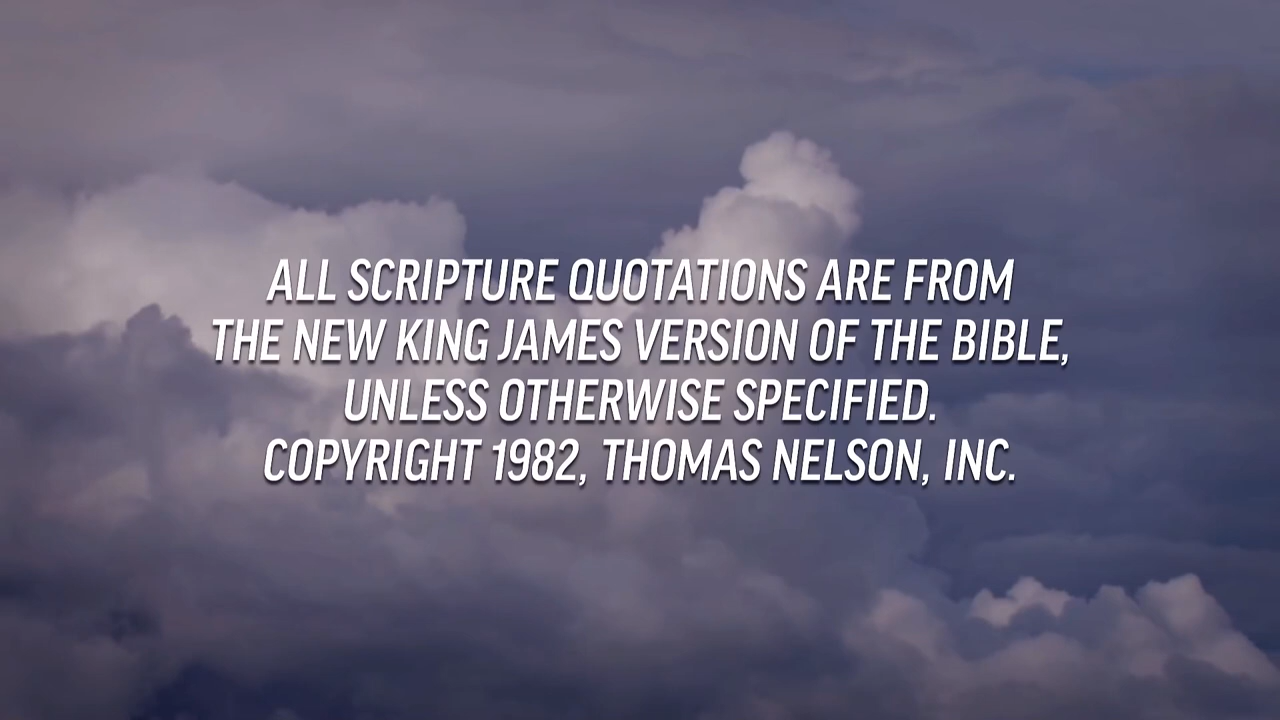 ALL SCRIPTURE QUOTATIONS ARE FROM
THE NEW KING JAMES VERSION OF THE BIBLE,
UNLESS OTHERWISE SPECIFIED.
COPYRIGHT 1982, THOMAS NELSON, INC.